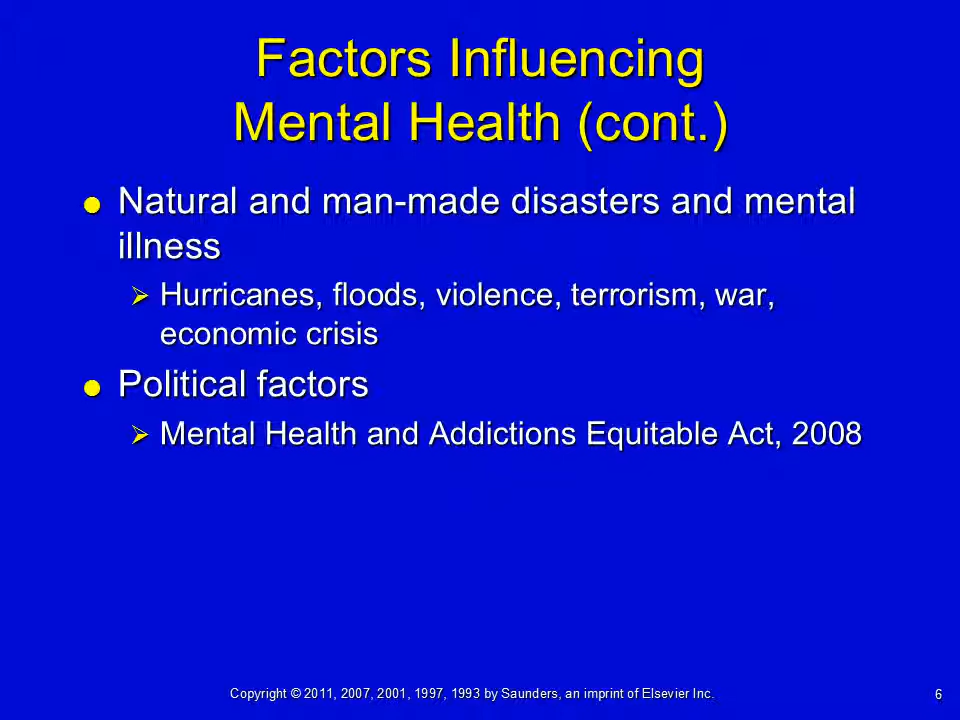 Factors Influencing
Mental Health (cont.)
● Natural and man-made disasters and mental
illness
➢ Hurricanes, floods, violence, terrorism, war,
economic crisis
● Political factors
➢ Mental Health and Addictions Equitable Act, 2008
Copyright © 2011, 2007, 2001, 1997, 1993 by Saunders, an imprint of Elsevier Inc.
6